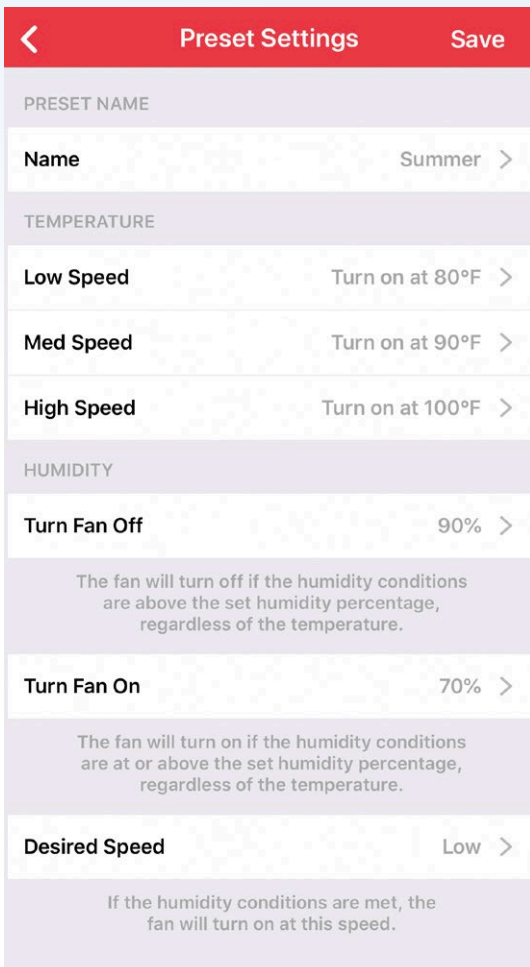 Preset Settings Save
PRESET NAME
Name Summer
TEMPERATURE
Low Speed Turn on at 80°F
Med Speed Turn on at 90°F
High Speed Turn on at 100°F
HUMIDITY
Turn Fan Off 90%
The fan will turn off if the humidity conditions
are above the set humidity percentage,
regardless of the temperature.
Turn Fan On 70%
The fan will turn on if the humidity conditions
are at or above the set humidity percentage,
regardless of the temperature.
Desired Speed Low
If the humidity conditions are met, the
fan will turn on at this speed.